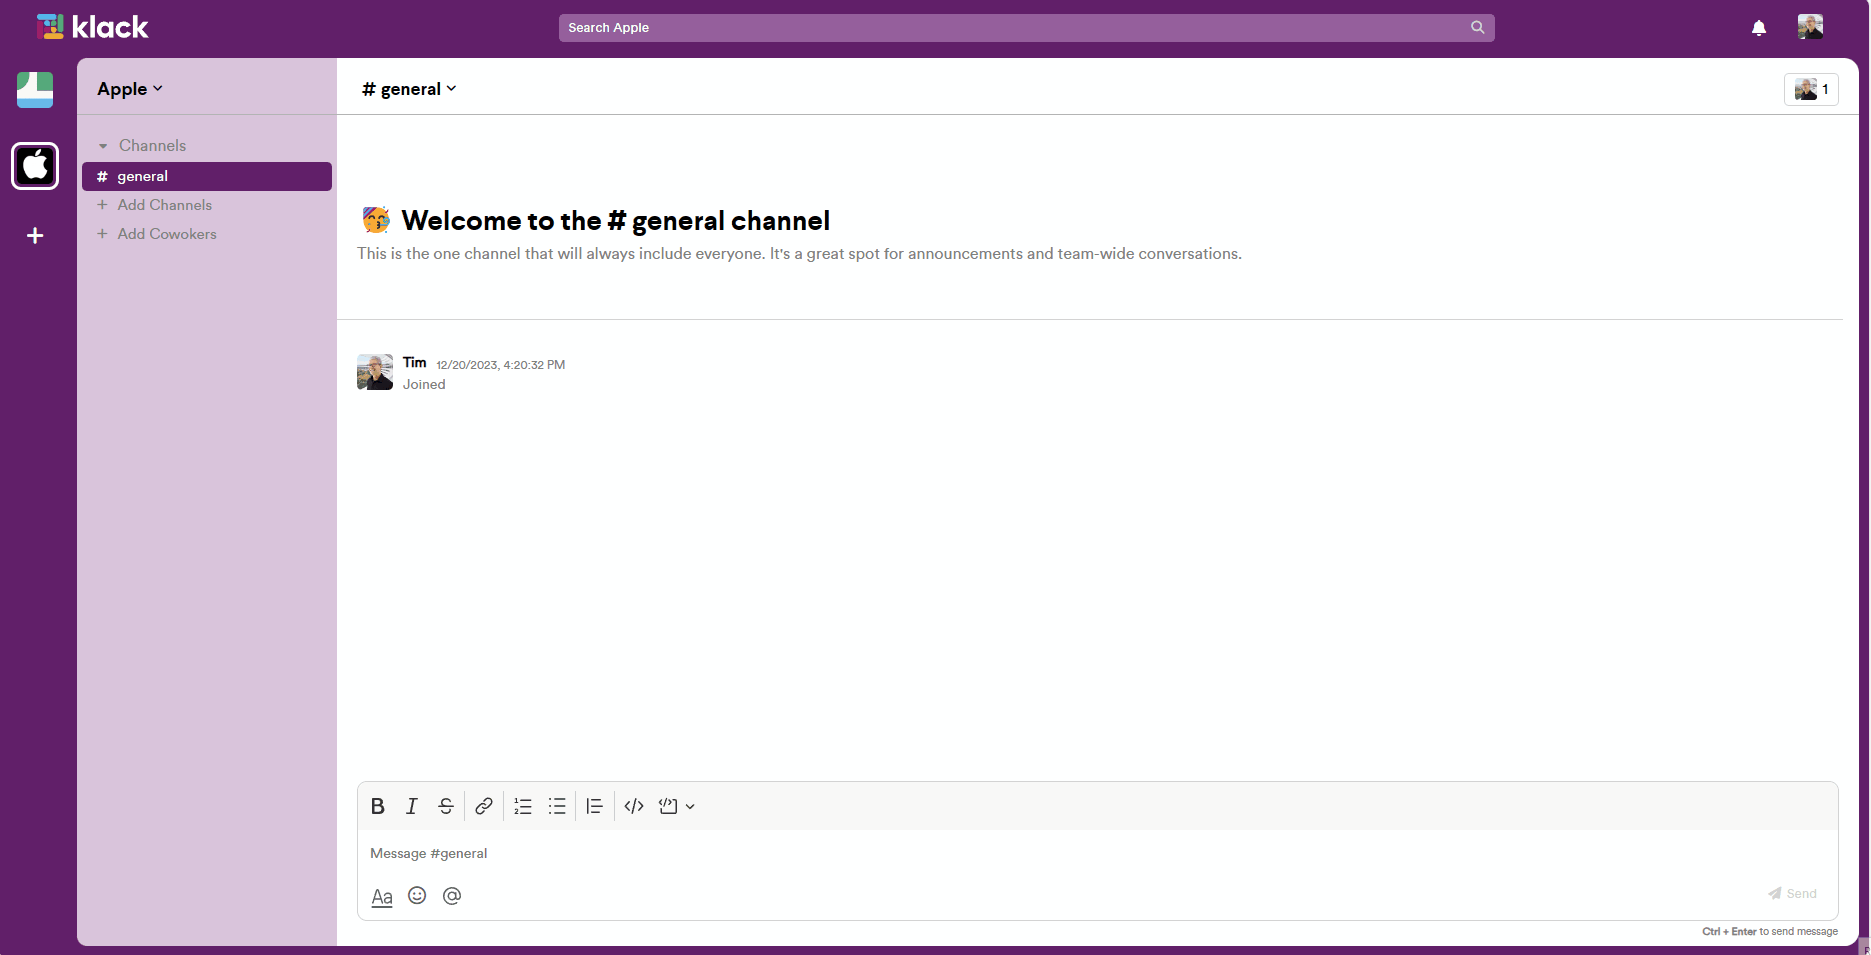 klack
Search Apple
Apple
# general
1
Channels
# general
+ Add Channels
+ Add Cowokers
Welcome to the # general channel
This is the one channel that will always include everyone. It's a great spot for announcements and team-wide conversations.
Tim 12/20/2023, 4:20:32 PM
Joined
B I S
Message #general
Aa @
Send
Ctrl + Enter to send message